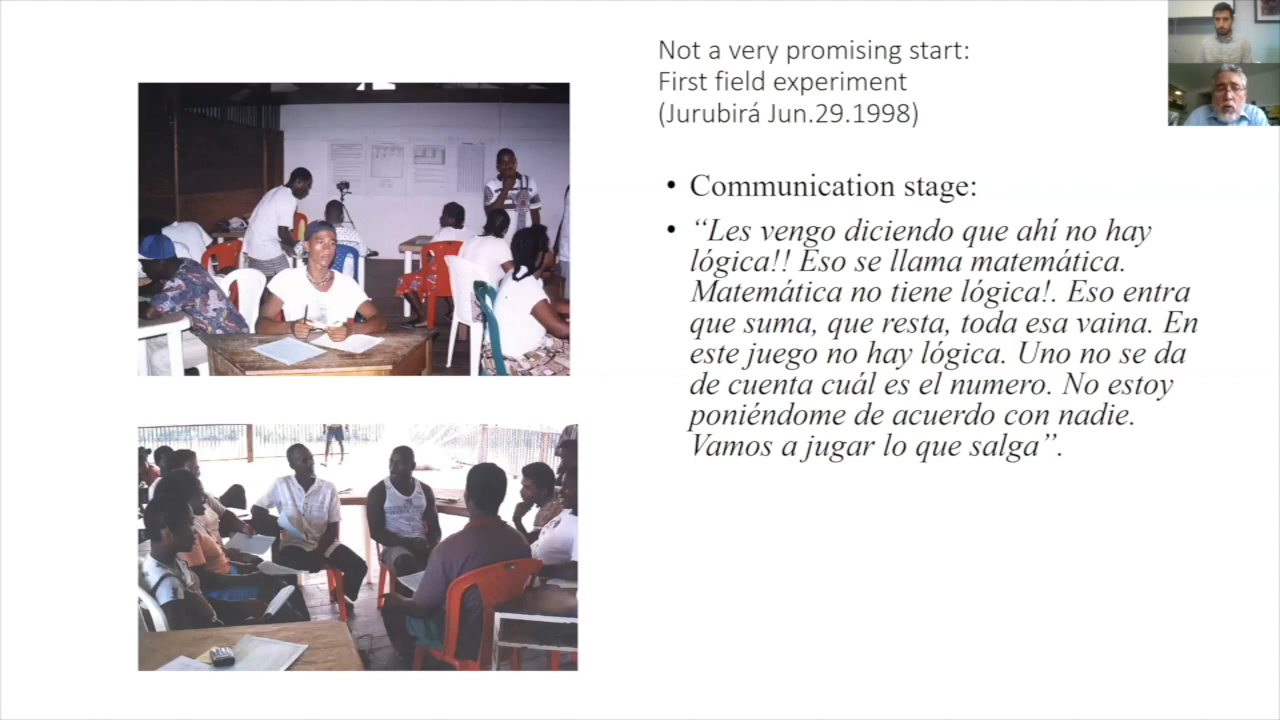 Not a very promising start:
First field experiment
(Jurubirá Jun.29.1998)
• Communication stage:
• “Les vengo diciendo que ahí no hay
lógica!! Eso se llama matemática.
Matemática no tiene lógica!. Eso entra
que suma, que resta, toda esa vaina. En
este juego no hay lógica. Uno no se da
de cuenta cuál es el numero. No estoy
poniéndome de acuerdo con nadie.
Vamos a jugar lo que salga”.